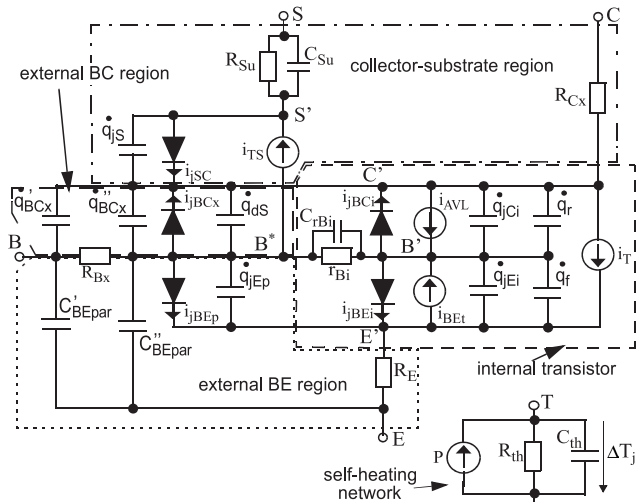 S
C
R_Su
C_Su
external BC region
collector-substrate region
R_Cx
S'
q̇_jS
i_TS
i_jSC
C'
q̇'_BCx
q̇''_BCx
i_jBCx
q̇_dS
i_jBCi
i_AVL
q̇_jCi
q̇_r
C_rBi
B
B*
B'
i_T
R_Bx
r_Bi
q̇_jEp
q̇_jEi
q̇_f
i_jBEp
i_jBEi
i_BEt
C'_BEpar
C''_BEpar
E'
R_E
internal transistor
external BE region
E
T
P
R_th
C_th
ΔT_j
self-heating
network